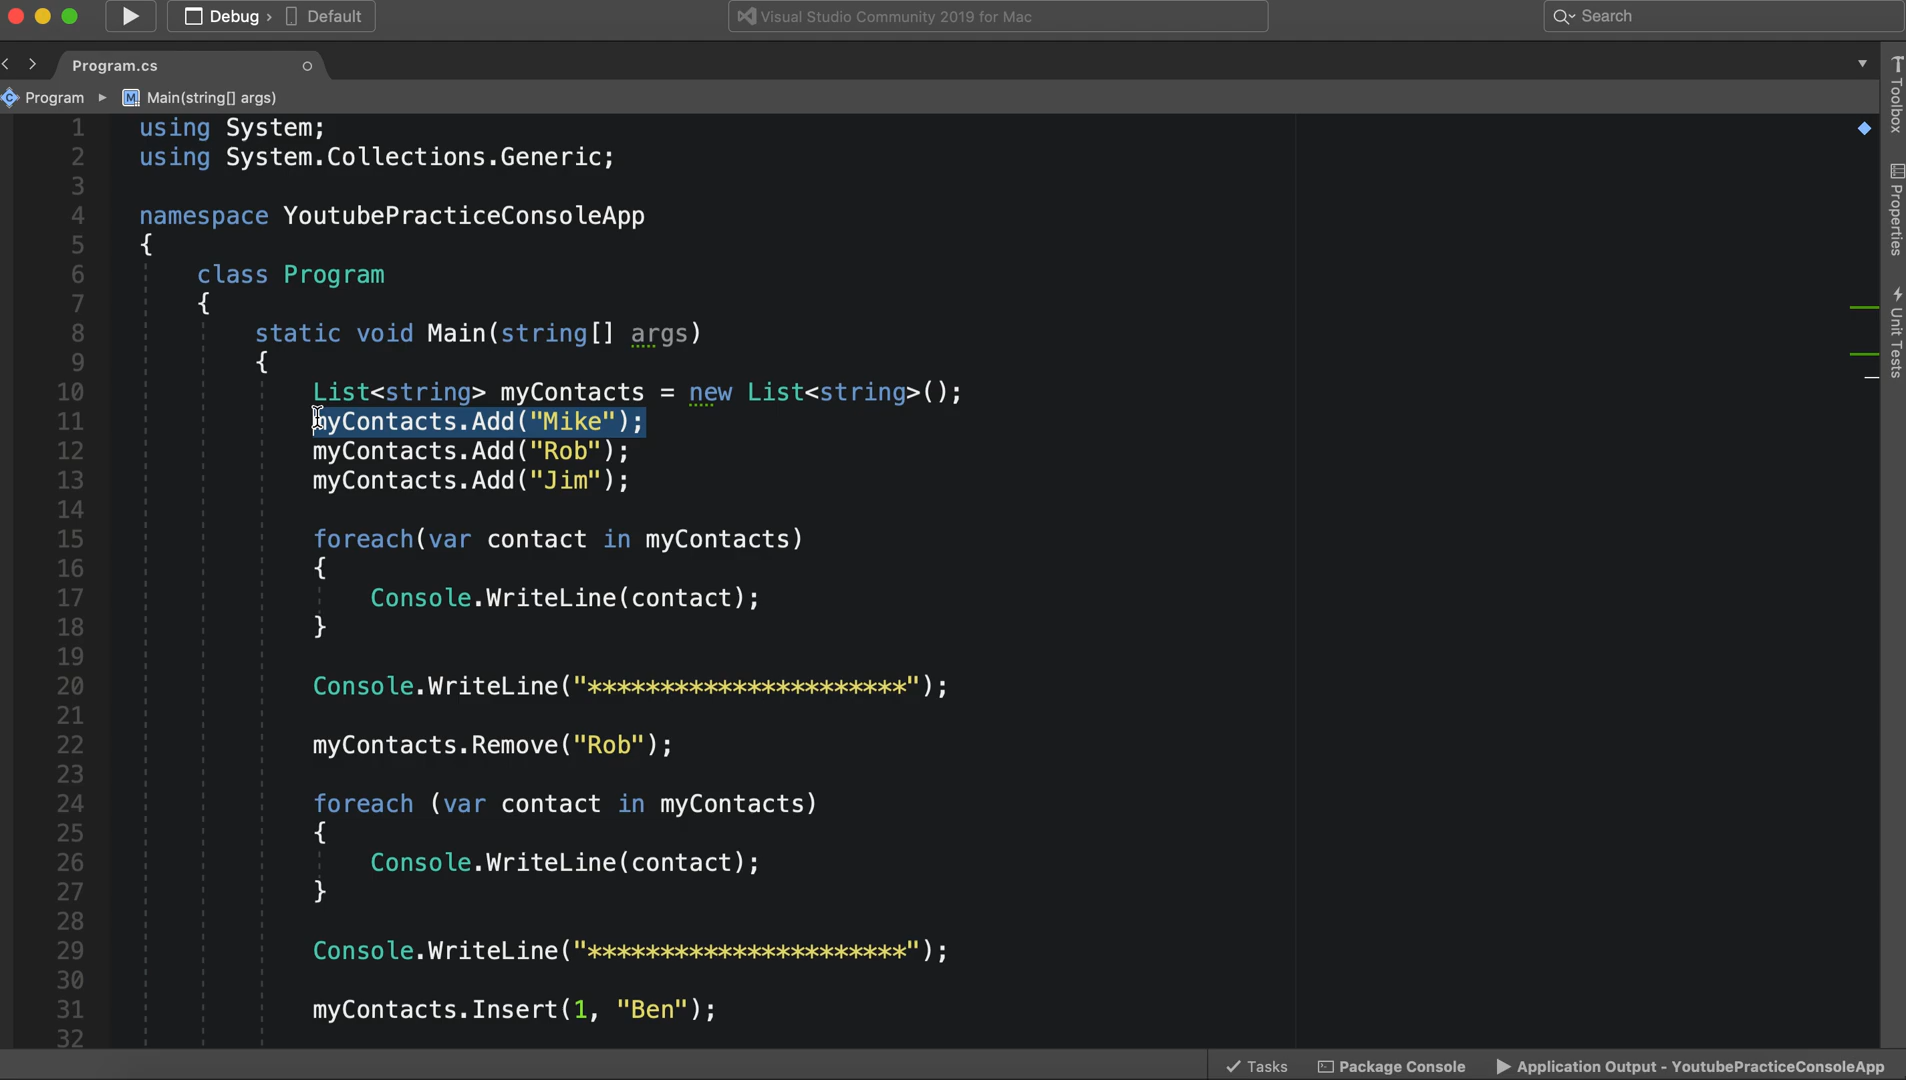 Debug › Default
Visual Studio Community 2019 for Mac
Search
Program.cs
Program ▸ M Main(string[] args)
Toolbox
Properties
Unit Tests
1 using System;
2 using System.Collections.Generic;
3
4 namespace YoutubePracticeConsoleApp
5 {
6 class Program
7 {
8 static void Main(string[] args)
9 {
10 List<string> myContacts = new List<string>();
11 myContacts.Add("Mike");
12 myContacts.Add("Rob");
13 myContacts.Add("Jim");
14
15 foreach(var contact in myContacts)
16 {
17 Console.WriteLine(contact);
18 }
19
20 Console.WriteLine("**********************");
21
22 myContacts.Remove("Rob");
23
24 foreach (var contact in myContacts)
25 {
26 Console.WriteLine(contact);
27 }
28
29 Console.WriteLine("**********************");
30
31 myContacts.Insert(1, "Ben");
32
Tasks Package Console Application Output - YoutubePracticeConsoleApp